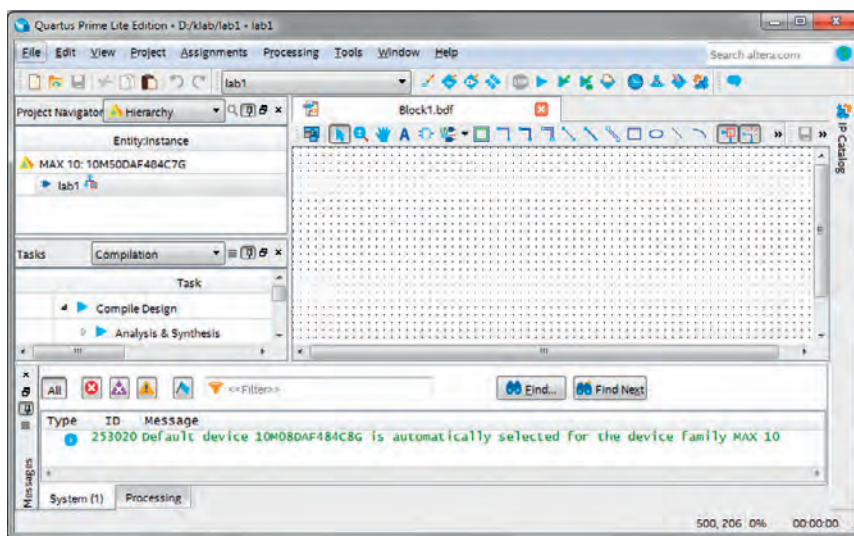 Quartus Prime Lite Edition - D:/klab/lab1 - lab1
File Edit View Project Assignments Processing Tools Window Help
Search altera.com
lab1
Project Navigator Hierarchy
Block1.bdf
IP Catalog
Entity:Instance
A
MAX 10: 10M50DAF484C7G
lab1
Tasks Compilation
Task
Compile Design
Analysis & Synthesis
All <<Filter>> Find... Find Next
Type ID Message
253020 Default device 10M08DAF484C8G is automatically selected for the device family MAX 10
Messages
System (1) Processing
500, 206 0% 00:00:00